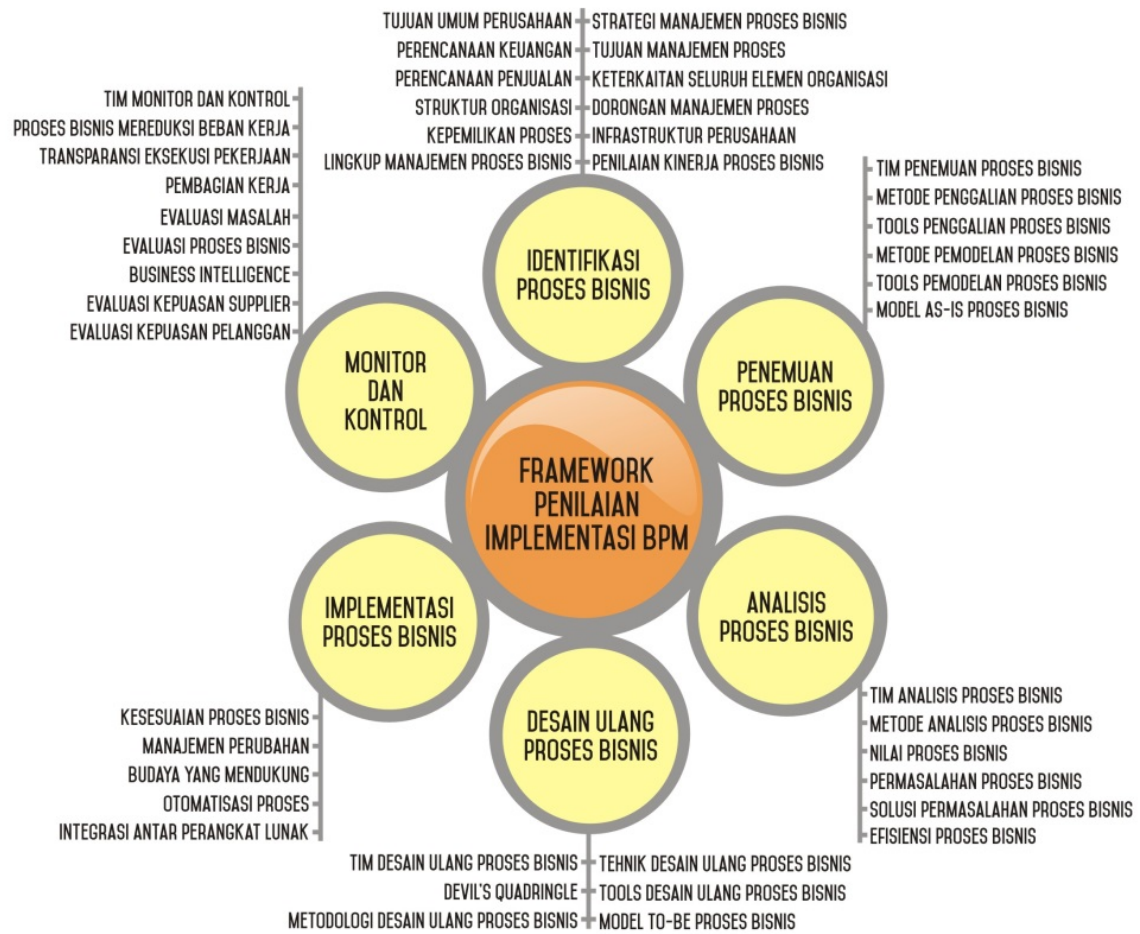 TUJUAN UMUM PERUSAHAAN
PERENCANAAN KEUANGAN
PERENCANAAN PENJUALAN
STRUKTUR ORGANISASI
KEPEMILIKAN PROSES
LINGKUP MANAJEMEN PROSES BISNIS
STRATEGI MANAJEMEN PROSES BISNIS
TUJUAN MANAJEMEN PROSES
KETERKAITAN SELURUH ELEMEN ORGANISASI
DORONGAN MANAJEMEN PROSES
INFRASTRUKTUR PERUSAHAAN
PENILAIAN KINERJA PROSES BISNIS
TIM MONITOR DAN KONTROL
PROSES BISNIS MEREDUKSI BEBAN KERJA
TRANSPARANSI EKSEKUSI PEKERJAAN
PEMBAGIAN KERJA
EVALUASI MASALAH
EVALUASI PROSES BISNIS
BUSINESS INTELLIGENCE
EVALUASI KEPUASAN SUPPLIER
EVALUASI KEPUASAN PELANGGAN
TIM PENEMUAN PROSES BISNIS
METODE PENGGALIAN PROSES BISNIS
TOOLS PENGGALIAN PROSES BISNIS
METODE PEMODELAN PROSES BISNIS
TOOLS PEMODELAN PROSES BISNIS
MODEL AS-IS PROSES BISNIS
IDENTIFIKASI
PROSES BISNIS
MONITOR
DAN
KONTROL
PENEMUAN
PROSES BISNIS
FRAMEWORK
PENILAIAN
IMPLEMENTASI BPM
IMPLEMENTASI
PROSES BISNIS
ANALISIS
PROSES BISNIS
DESAIN ULANG
PROSES BISNIS
KESESUAIAN PROSES BISNIS
MANAJEMEN PERUBAHAN
BUDAYA YANG MENDUKUNG
OTOMATISASI PROSES
INTEGRASI ANTAR PERANGKAT LUNAK
TIM ANALISIS PROSES BISNIS
METODE ANALISIS PROSES BISNIS
NILAI PROSES BISNIS
PERMASALAHAN PROSES BISNIS
SOLUSI PERMASALAHAN PROSES BISNIS
EFISIENSI PROSES BISNIS
TIM DESAIN ULANG PROSES BISNIS
DEVIL'S QUADRINGLE
METODOLOGI DESAIN ULANG PROSES BISNIS
TEHNIK DESAIN ULANG PROSES BISNIS
TOOLS DESAIN ULANG PROSES BISNIS
MODEL TO-BE PROSES BISNIS